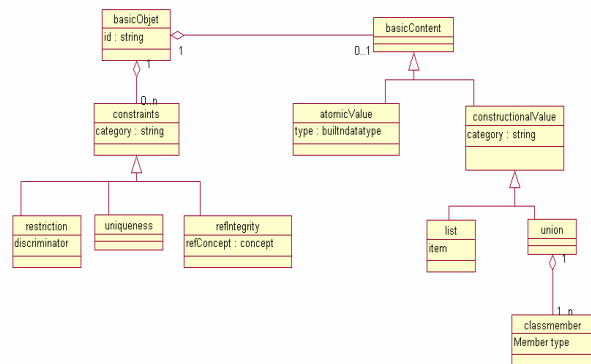 basicObjet
id : string
1
1
basicContent
0..1
0..n
constraints
category : string
atomicValue
type : builtndatatype
constructionalValue
category : string
restriction
discriminator
uniqueness
refIntegrity
refConcept : concept
list
item
union
1
1..n
classmember
Member type